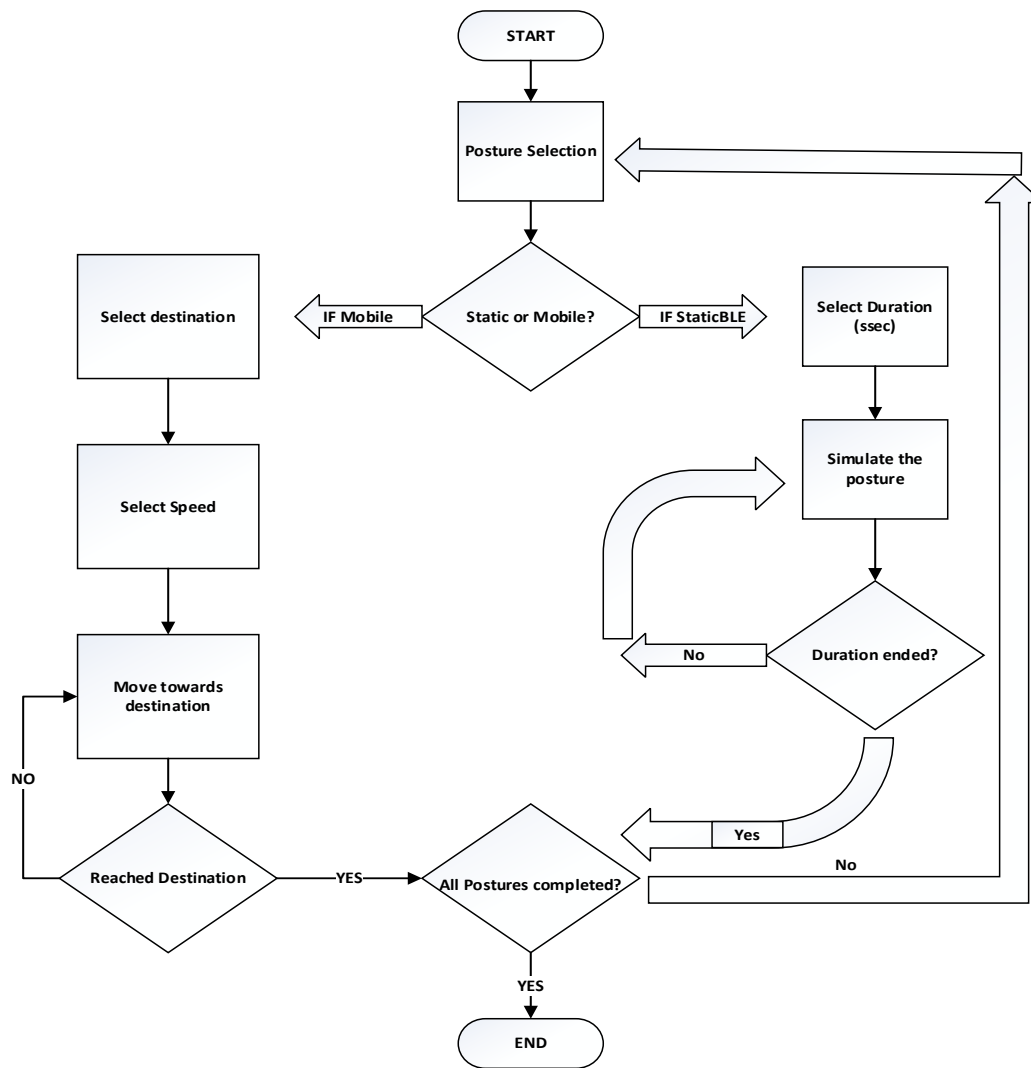 START
Posture Selection
Static or Mobile?
IF Mobile
IF StaticBLE
Select destination
Select Duration
(ssec)
Select Speed
Simulate the
posture
Move towards
destination
No
Duration ended?
NO
Yes
No
Reached Destination
YES
All Postures completed?
YES
END